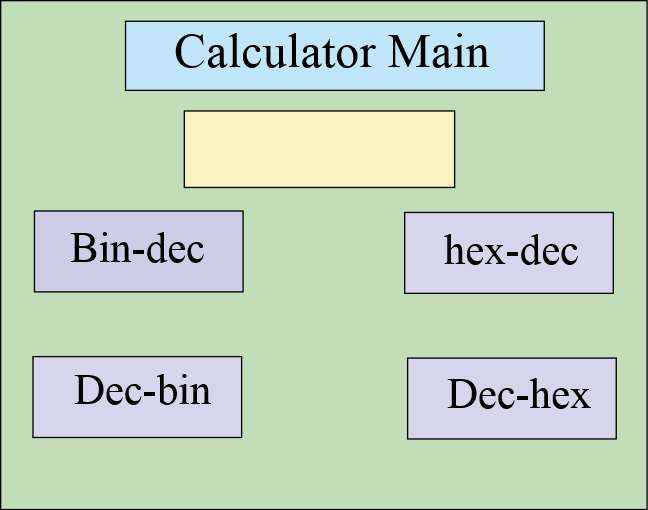 Calculator Main
Bin-dec
hex-dec
Dec-bin
Dec-hex